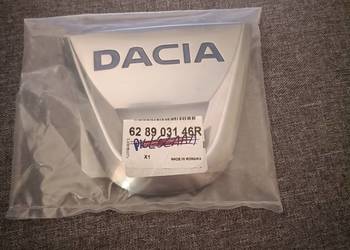 DACIA
62 89 031 46R
X1
MADE IN ROMANIA